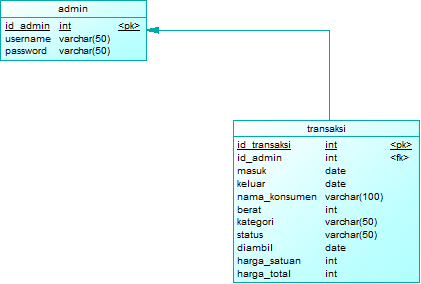 admin
id_admin int <pk>
username varchar(50)
password varchar(50)
transaksi
id_transaksi int <pk>
id_admin int <fk>
masuk date
keluar date
nama_konsumen varchar(100)
berat int
kategori varchar(50)
status varchar(50)
diambil date
harga_satuan int
harga_total int